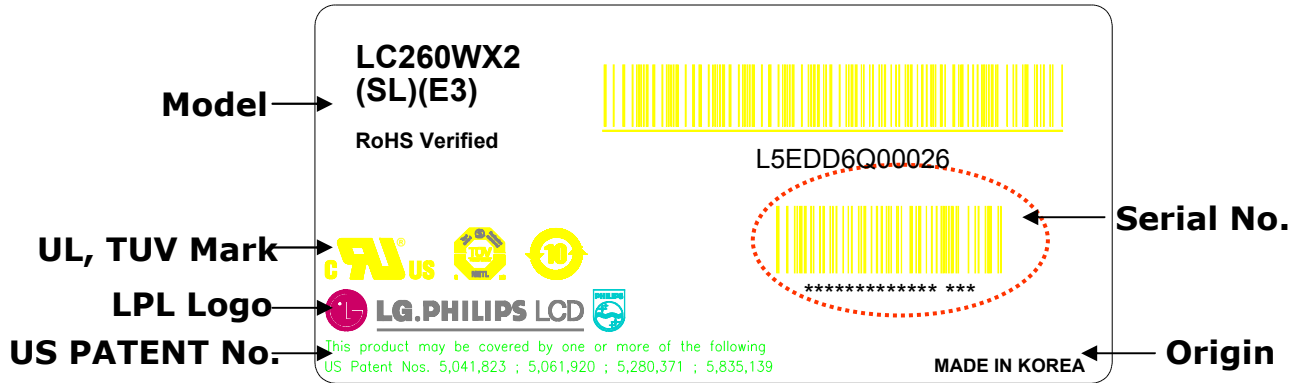 LC260WX2
(SL)(E3)
Model
RoHS Verified
L5EDD6Q00026
Serial No.
UL, TUV Mark
C US ®
TUV
10
************* ***
LPL Logo
LG.PHILIPS LCD
PHILIPS
US PATENT No.
This product may be covered by one or more of the following
US Patent Nos. 5,041,823 ; 5,061,920 ; 5,280,371 ; 5,835,139
MADE IN KOREA
Origin